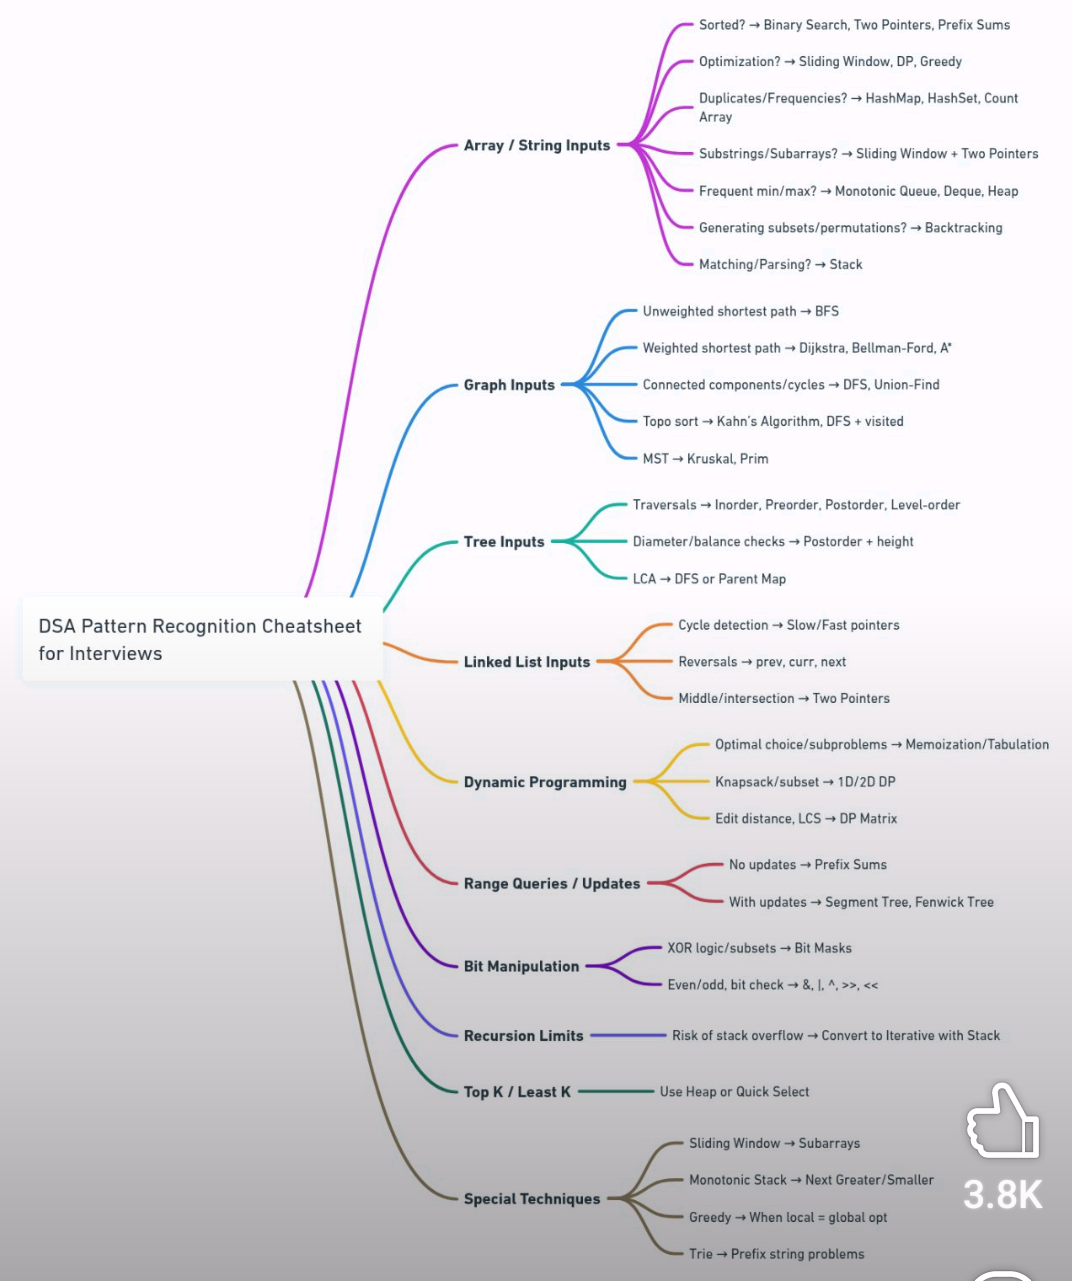 Sorted? → Binary Search, Two Pointers, Prefix Sums
Optimization? → Sliding Window, DP, Greedy
Duplicates/Frequencies? → HashMap, HashSet, Count
Array
Array / String Inputs
Substrings/Subarrays? → Sliding Window + Two Pointers
Frequent min/max? → Monotonic Queue, Deque, Heap
Generating subsets/permutations? → Backtracking
Matching/Parsing? → Stack
Unweighted shortest path → BFS
Weighted shortest path → Dijkstra, Bellman-Ford, A*
Graph Inputs
Connected components/cycles → DFS, Union-Find
Topo sort → Kahn's Algorithm, DFS + visited
MST → Kruskal, Prim
Traversals → Inorder, Preorder, Postorder, Level-order
Tree Inputs
Diameter/balance checks → Postorder + height
LCA → DFS or Parent Map
DSA Pattern Recognition Cheatsheet
for Interviews
Cycle detection → Slow/Fast pointers
Linked List Inputs
Reversals → prev, curr, next
Middle/intersection → Two Pointers
Optimal choice/subproblems → Memoization/Tabulation
Dynamic Programming
Knapsack/subset → 1D/2D DP
Edit distance, LCS → DP Matrix
No updates → Prefix Sums
Range Queries / Updates
With updates → Segment Tree, Fenwick Tree
XOR logic/subsets → Bit Masks
Bit Manipulation
Even/odd, bit check → &, |, ^, >>, <<
Recursion Limits
Risk of stack overflow → Convert to Iterative with Stack
Top K / Least K
Use Heap or Quick Select
Sliding Window → Subarrays
Monotonic Stack → Next Greater/Smaller
Special Techniques
Greedy → When local = global opt
Trie → Prefix string problems
3.8K